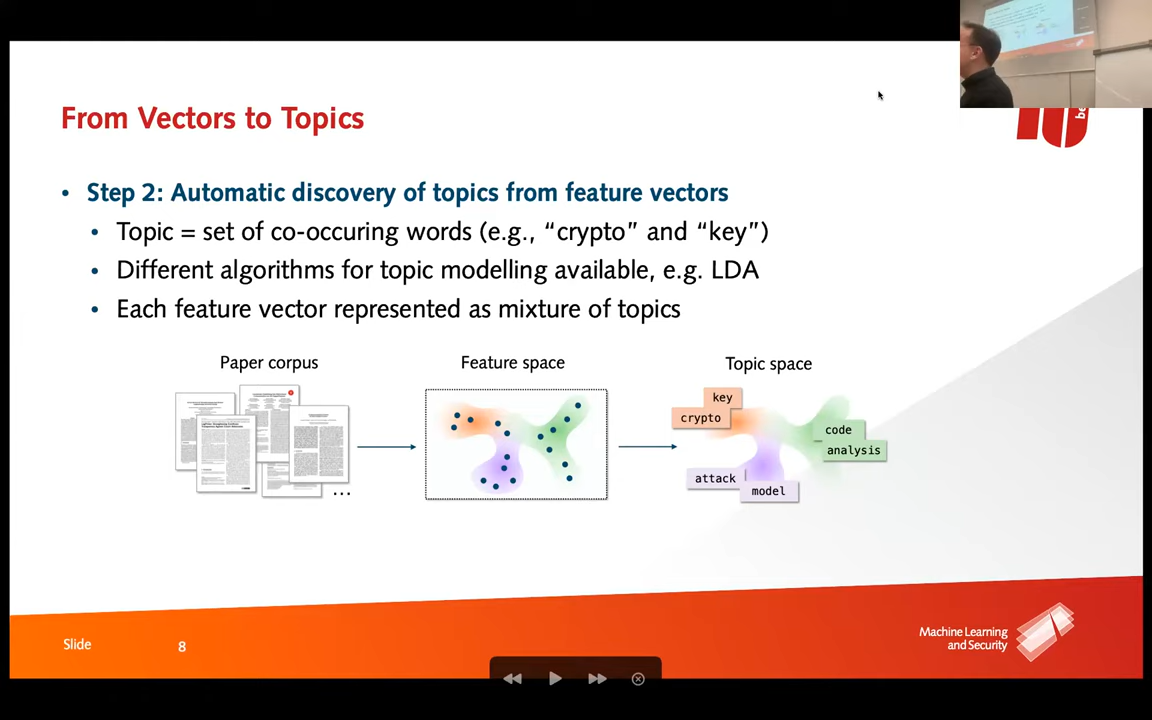 From Vectors to Topics
• Step 2: Automatic discovery of topics from feature vectors
• Topic = set of co-occuring words (e.g., “crypto” and “key”)
• Different algorithms for topic modelling available, e.g. LDA
• Each feature vector represented as mixture of topics
Paper corpus
Feature space
Topic space
key
crypto
code
analysis
attack
model
...
be
Slide
8
Machine Learning
and Security